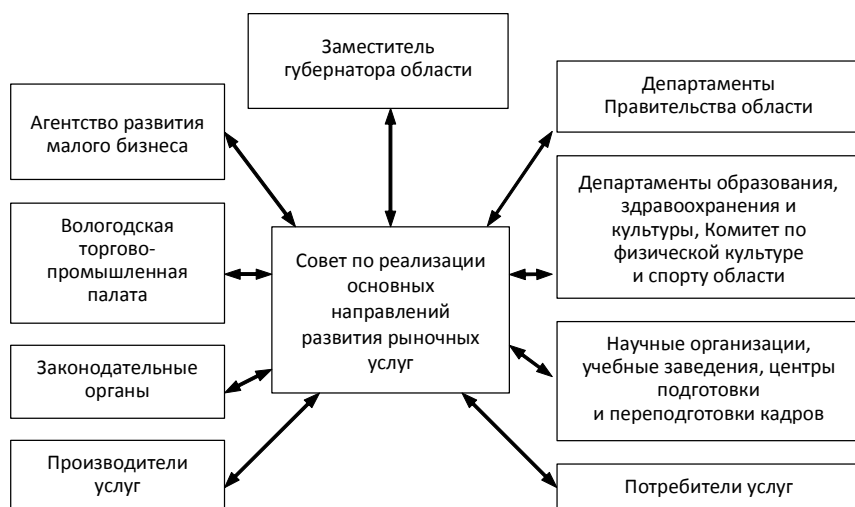 Заместитель
губернатора области
Агентство развития
малого бизнеса
Департаменты
Правительства области
Вологодская
торгово-
промышленная
палата
Департаменты образования,
здравоохранения и
культуры, Комитет по
физической культуре
и спорту области
Совет по реализации
основных
направлений
развития рыночных
услуг
Законодательные
органы
Научные организации,
учебные заведения, центры
подготовки
и переподготовки кадров
Производители
услуг
Потребители услуг